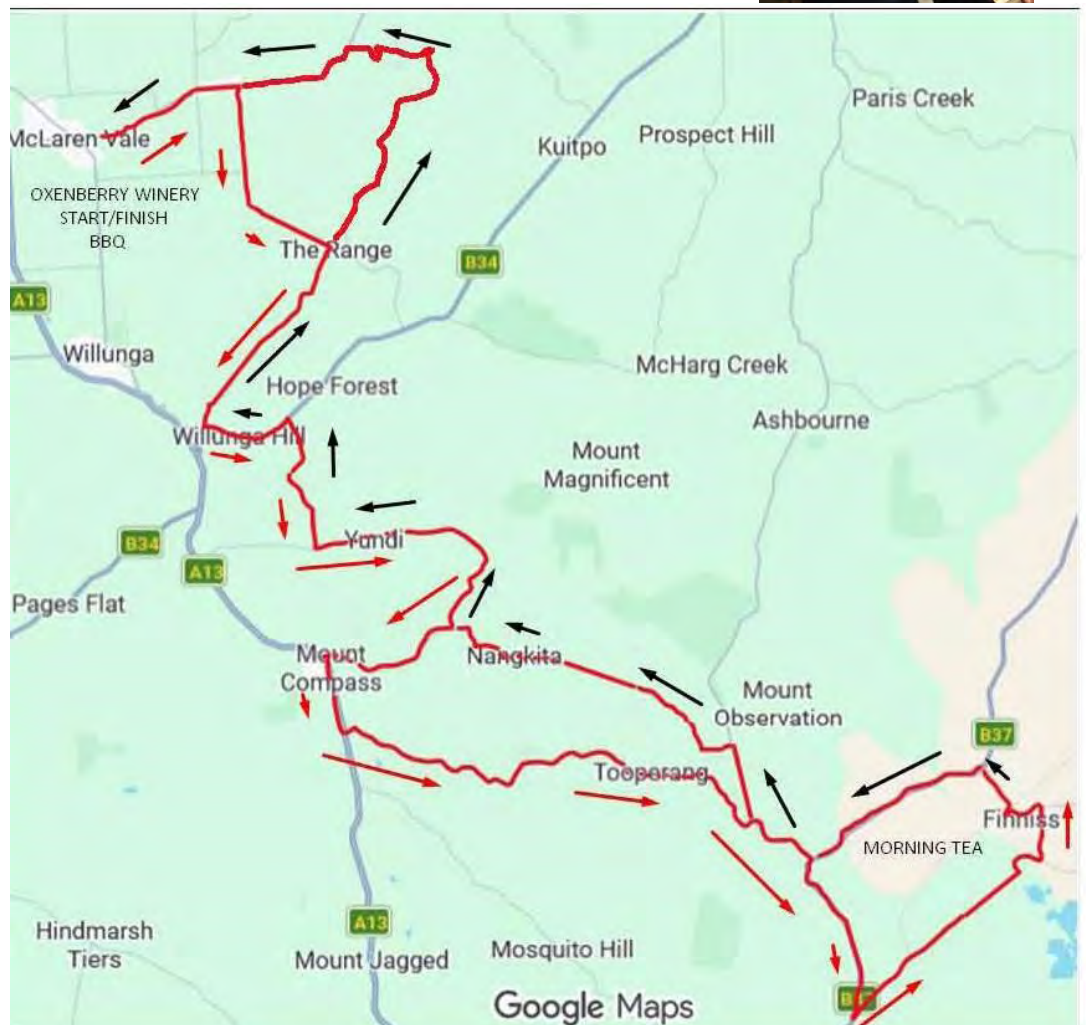 Paris Creek
McLaren Vale
Kuitpo
Prospect Hill
OXENBERRY WINERY
START/FINISH
BBQ
The Range
B34
A13
Willunga
McHarg Creek
Hope Forest
Ashbourne
Willunga Hill
Mount
Magnificent
B34
Yundi
A13
Pages Flat
Mount
Compass
Nangkita
Mount
Observation
B37
Tooperang
Finniss
MORNING TEA
A13
Hindmarsh
Tiers
Mount Jagged
Mosquito Hill
Google Maps